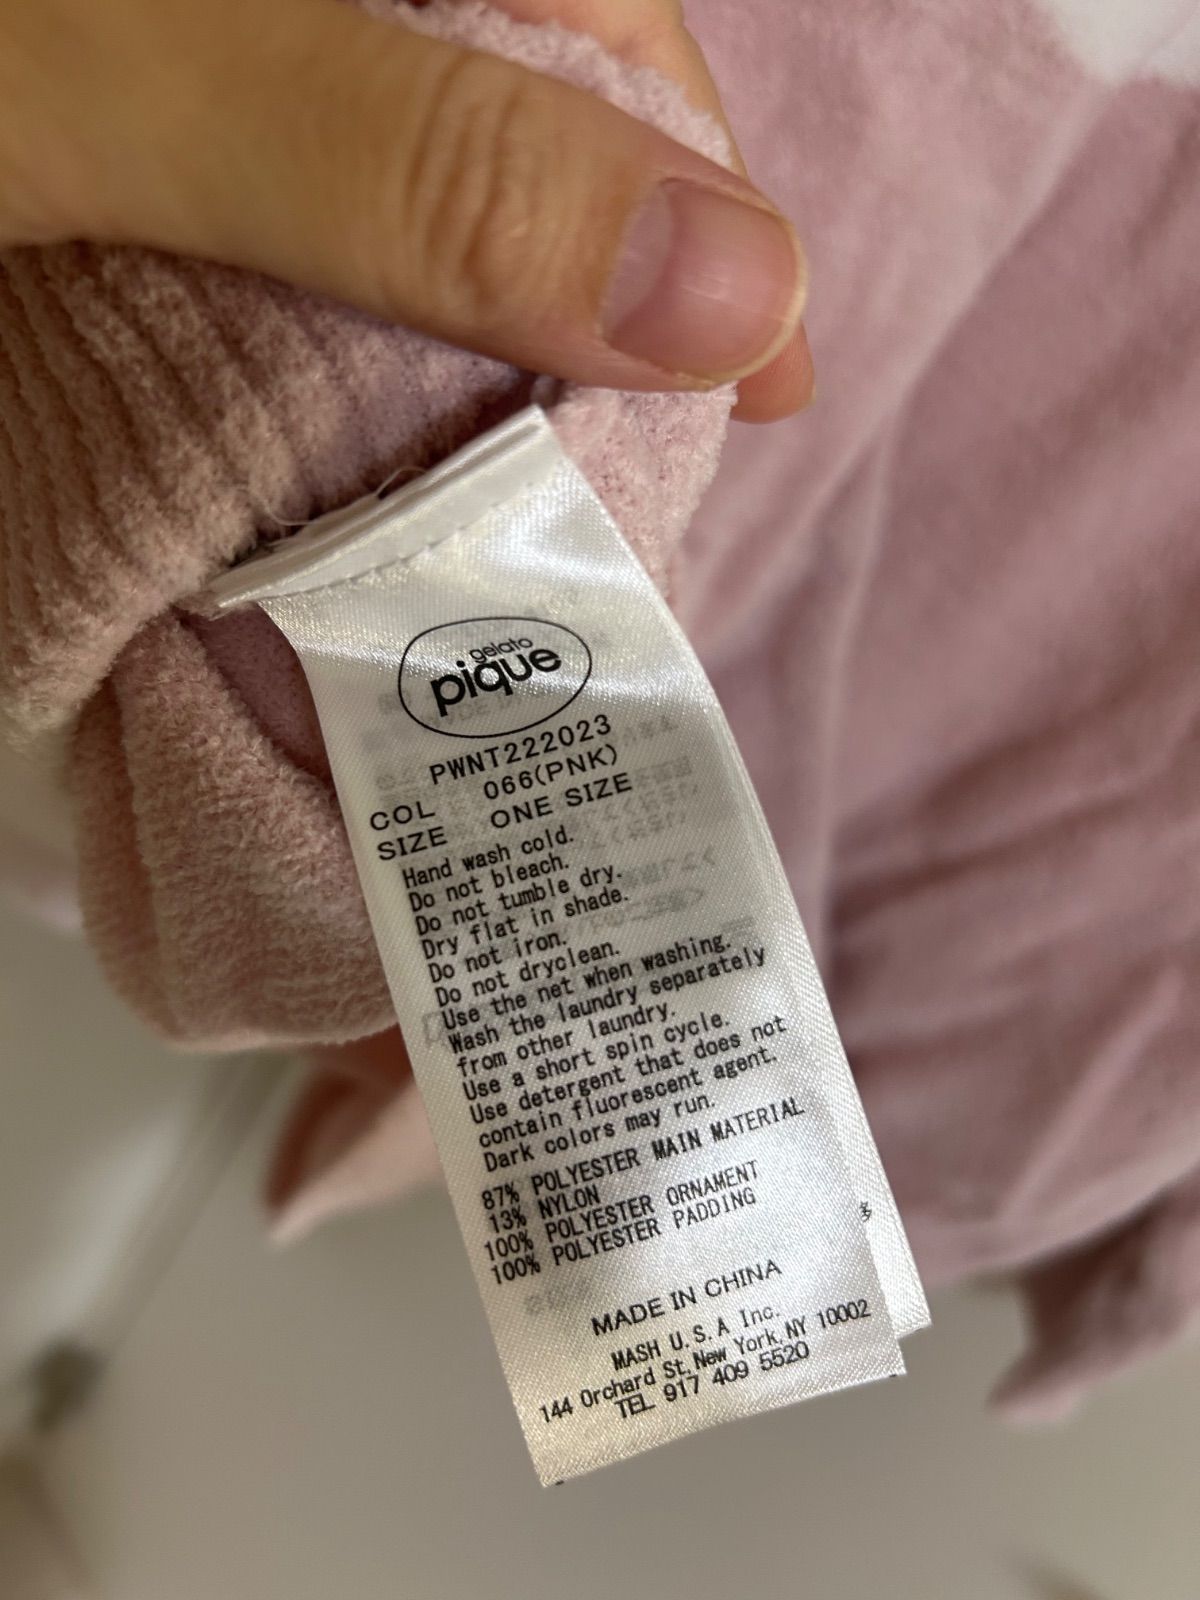 gelato
pique
PWNT222023
COL 066(PNK)
SIZE ONE SIZE
Hand wash cold.
Do not bleach.
Do not tumble dry.
Dry flat in shade.
Do not iron.
Do not dryclean.
Use the net when washing.
Wash the laundry separately
from other laundry.
Use a short spin cycle.
Use detergent that does not
contain fluorescent agent.
Dark colors may run.
87% POLYESTER MAIN MATERIAL
13% NYLON
100% POLYESTER ORNAMENT
100% POLYESTER PADDING
MADE IN CHINA
MASH U.S.A Inc.
144 Orchard St,New York,NY 10002
TEL 917 409 5520